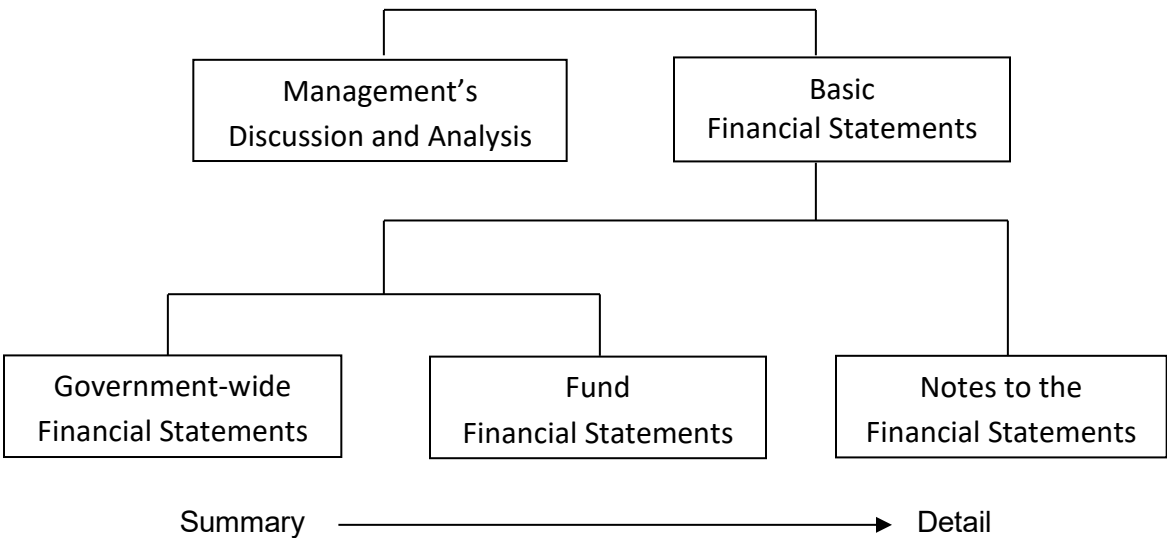 Management’s
Discussion and Analysis
Basic
Financial Statements
Government-wide
Financial Statements
Fund
Financial Statements
Notes to the
Financial Statements
Summary
Detail